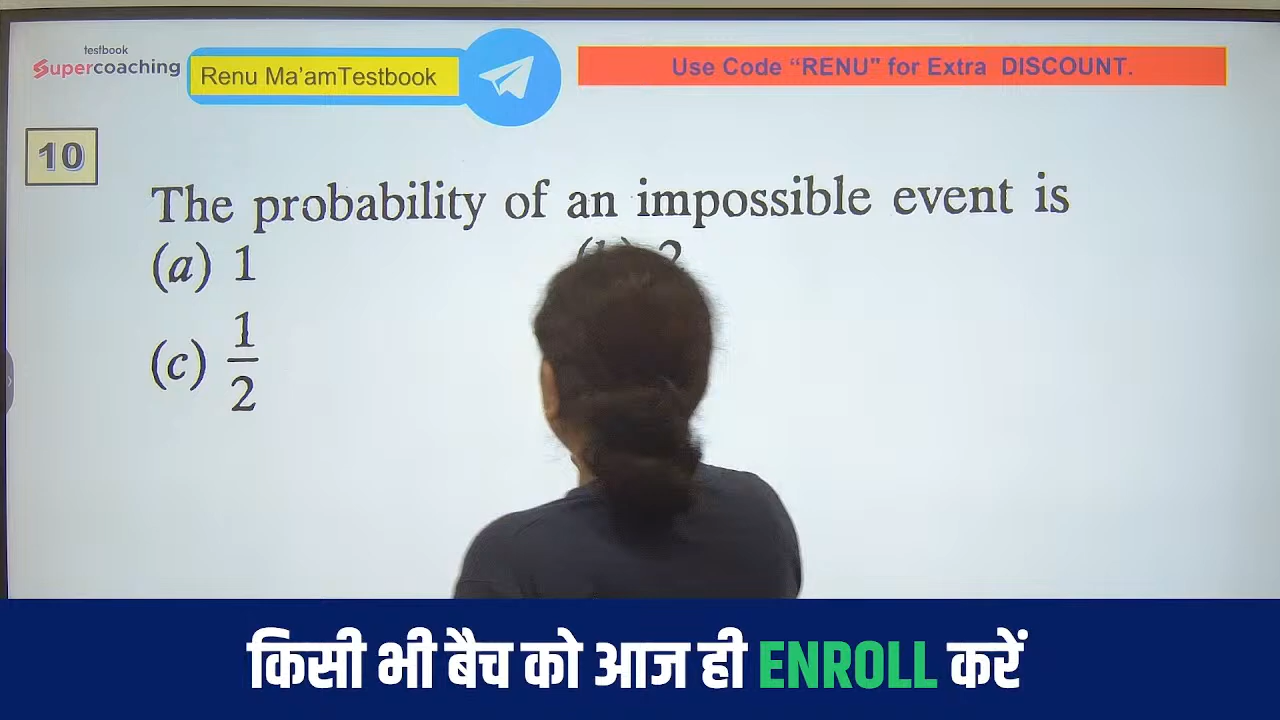 testbook
Supercoaching
Renu Ma'amTestbook
Use Code “RENU" for Extra DISCOUNT.
10
The probability of an impossible event is
(a) 1
(c) 1/2
किसी भी बैच को आज ही ENROLL करें